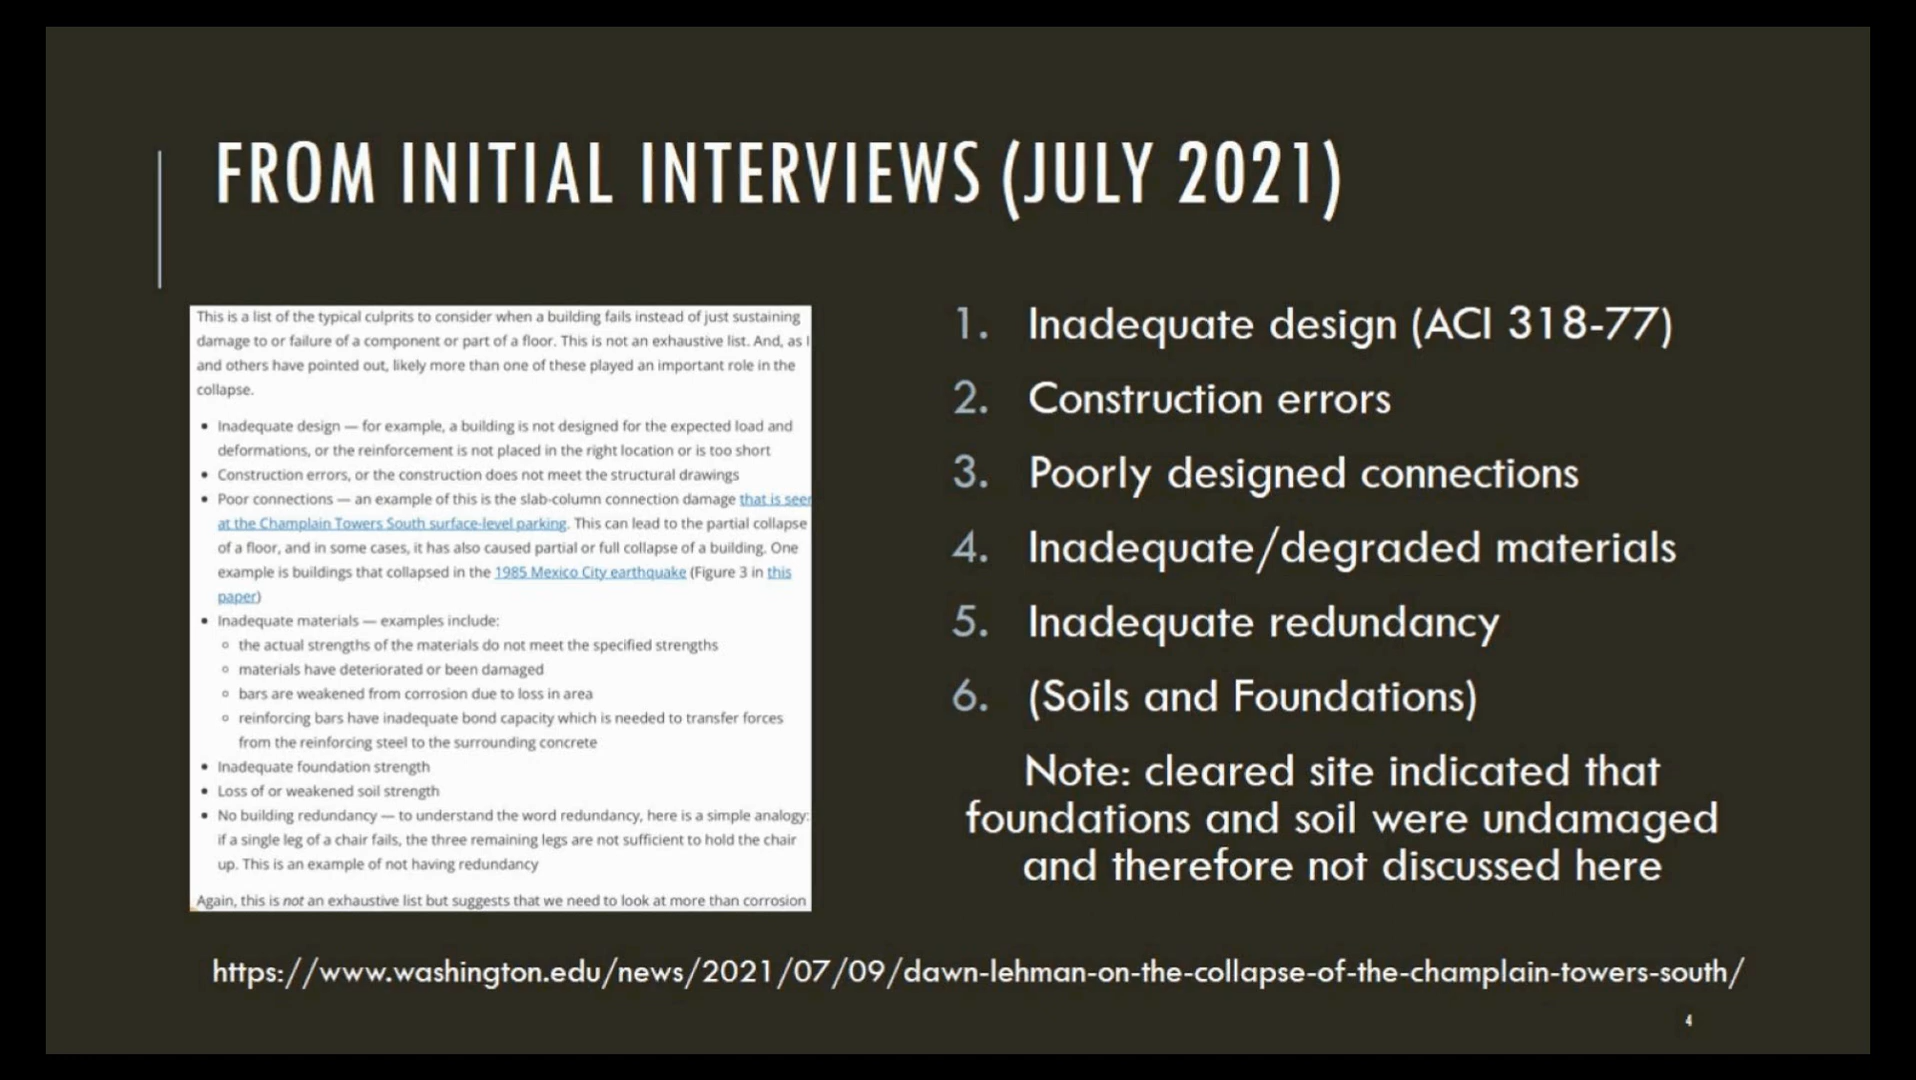 FROM INITIAL INTERVIEWS (JULY 2021)
This is a list of the typical culprits to consider when a building fails instead of just sustaining
damage to or failure of a component or part of a floor. This is not an exhaustive list. And, as I
and others have pointed out, likely more than one of these played an important role in the
collapse.
• Inadequate design — for example, a building is not designed for the expected load and
deformations, or the reinforcement is not placed in the right location or is too short
• Construction errors, or the construction does not meet the structural drawings
• Poor connections — an example of this is the slab-column connection damage that is seen
at the Champlain Towers South surface-level parking. This can lead to the partial collapse
of a floor, and in some cases, it has also caused partial or full collapse of a building. One
example is buildings that collapsed in the 1985 Mexico City earthquake (Figure 3 in this
paper)
• Inadequate materials — examples include:
◦ the actual strengths of the materials do not meet the specified strengths
◦ materials have deteriorated or been damaged
◦ bars are weakened from corrosion due to loss in area
◦ reinforcing bars have inadequate bond capacity which is needed to transfer forces
from the reinforcing steel to the surrounding concrete
• Inadequate foundation strength
• Loss of or weakened soil strength
• No building redundancy — to understand the word redundancy, here is a simple analogy:
if a single leg of a chair fails, the three remaining legs are not sufficient to hold the chair
up. This is an example of not having redundancy
Again, this is not an exhaustive list but suggests that we need to look at more than corrosion
1. Inadequate design (ACI 318-77)
2. Construction errors
3. Poorly designed connections
4. Inadequate/degraded materials
5. Inadequate redundancy
6. (Soils and Foundations)
Note: cleared site indicated that
foundations and soil were undamaged
and therefore not discussed here
https://www.washington.edu/news/2021/07/09/dawn-lehman-on-the-collapse-of-the-champlain-towers-south/
4